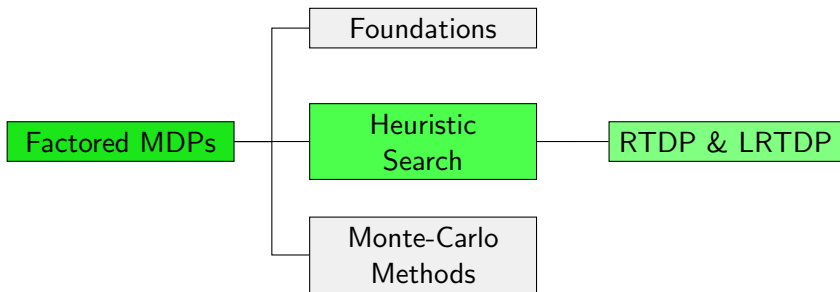 Foundations
Factored MDPs
Heuristic
Search
RTDP & LRTDP
Monte-Carlo
Methods